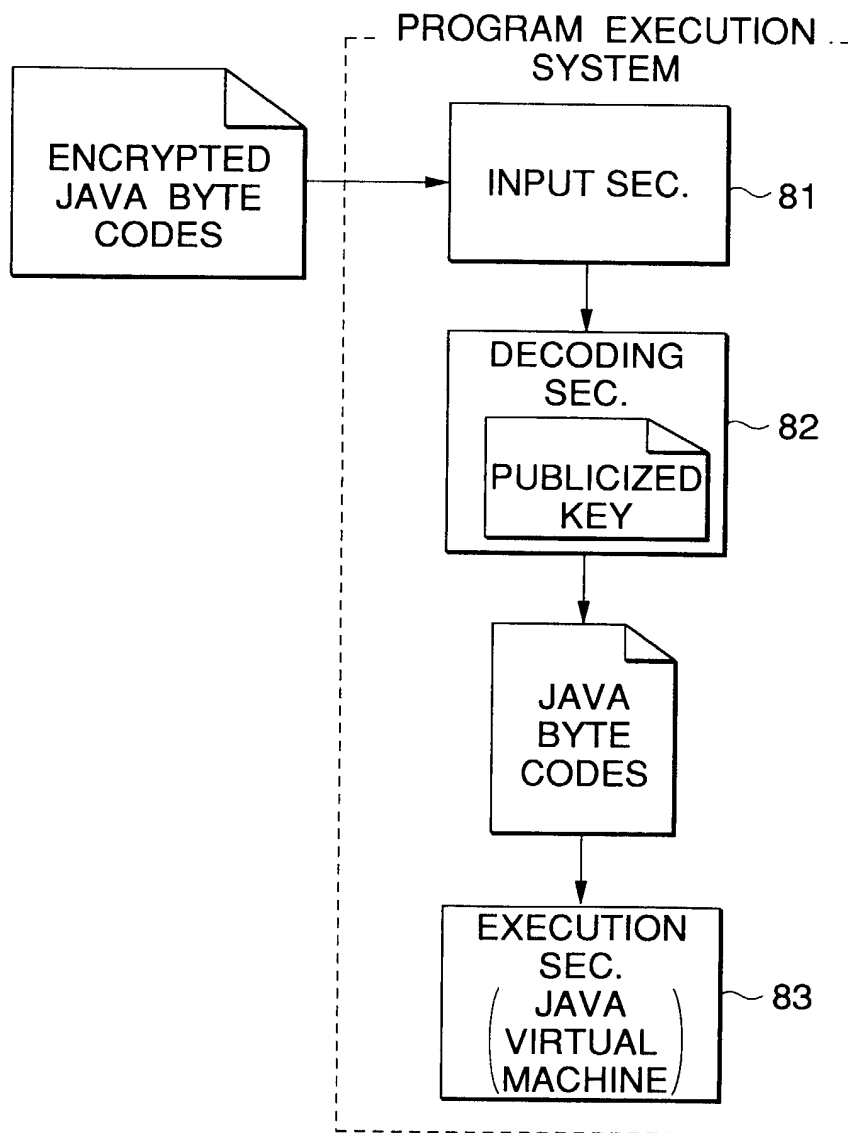 PROGRAM EXECUTION
SYSTEM
ENCRYPTED
JAVA BYTE
CODES
INPUT SEC.
81
DECODING
SEC.
82
PUBLICIZED
KEY
JAVA
BYTE
CODES
EXECUTION
SEC.
(JAVA
VIRTUAL
MACHINE)
83